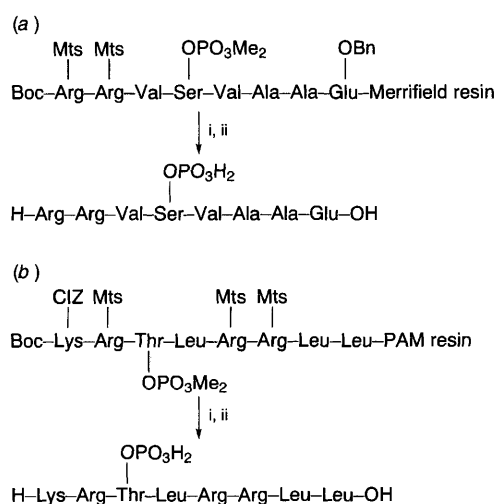 (a)
Mts Mts OPO3Me2 OBn
Boc–Arg–Arg–Val–Ser–Val–Ala–Ala–Glu–Merrifield resin
i, ii
OPO3H2
H–Arg–Arg–Val–Ser–Val–Ala–Ala–Glu–OH
(b)
ClZ Mts Mts Mts
Boc–Lys–Arg–Thr–Leu–Arg–Arg–Leu–Leu–PAM resin
OPO3Me2
i, ii
OPO3H2
H–Lys–Arg–Thr–Leu–Arg–Arg–Leu–Leu–OH